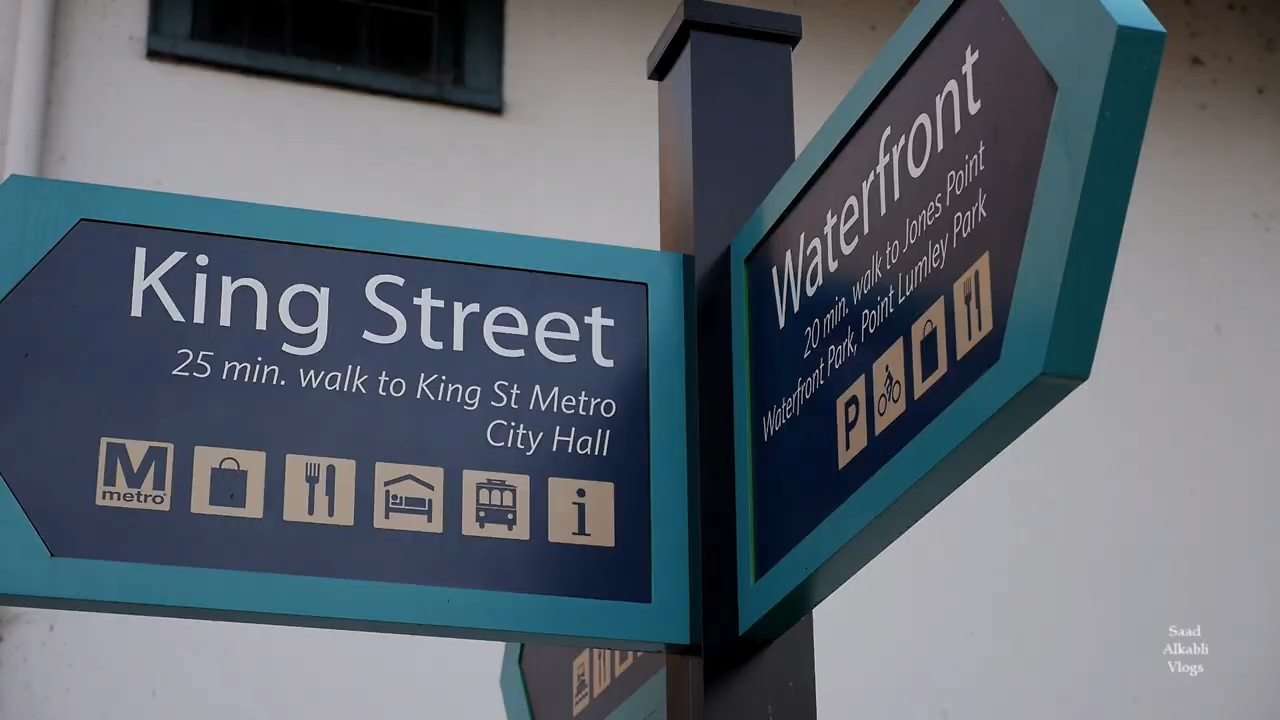 King Street
25 min. walk to King St Metro
City Hall
M
metro
i
Waterfront
20 min. walk to Jones Point
Waterfront Park, Point Lumley Park
P
Saad
Alkabli
Vlogs